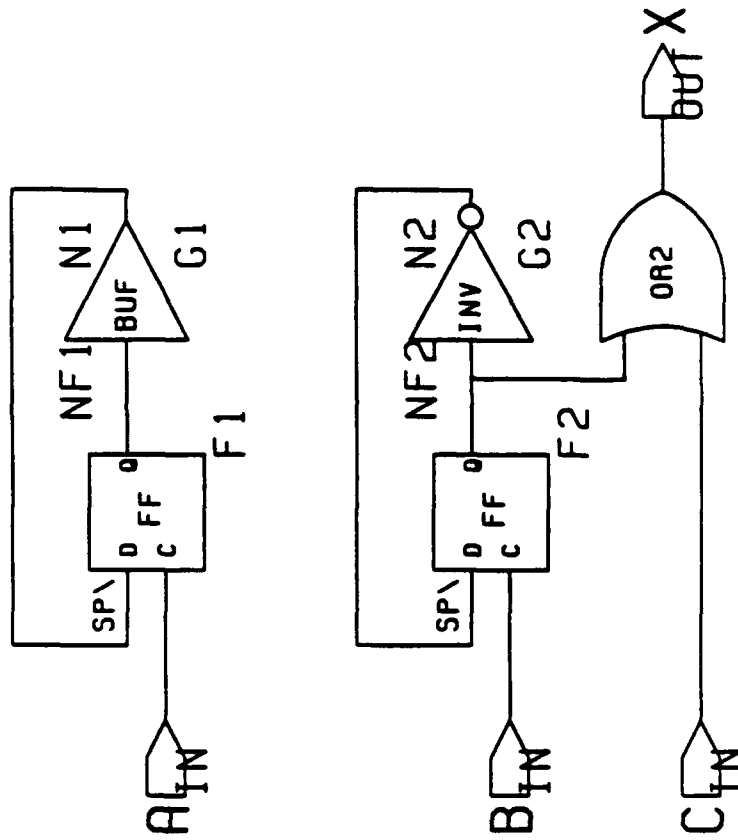 NF1
N1
SP\
D
Q
BUF
FF
C
A
IN
F1
G1
NF2
N2
SP\
D
Q
INV
FF
C
B
IN
F2
G2
OR2
X
OUT
C
IN